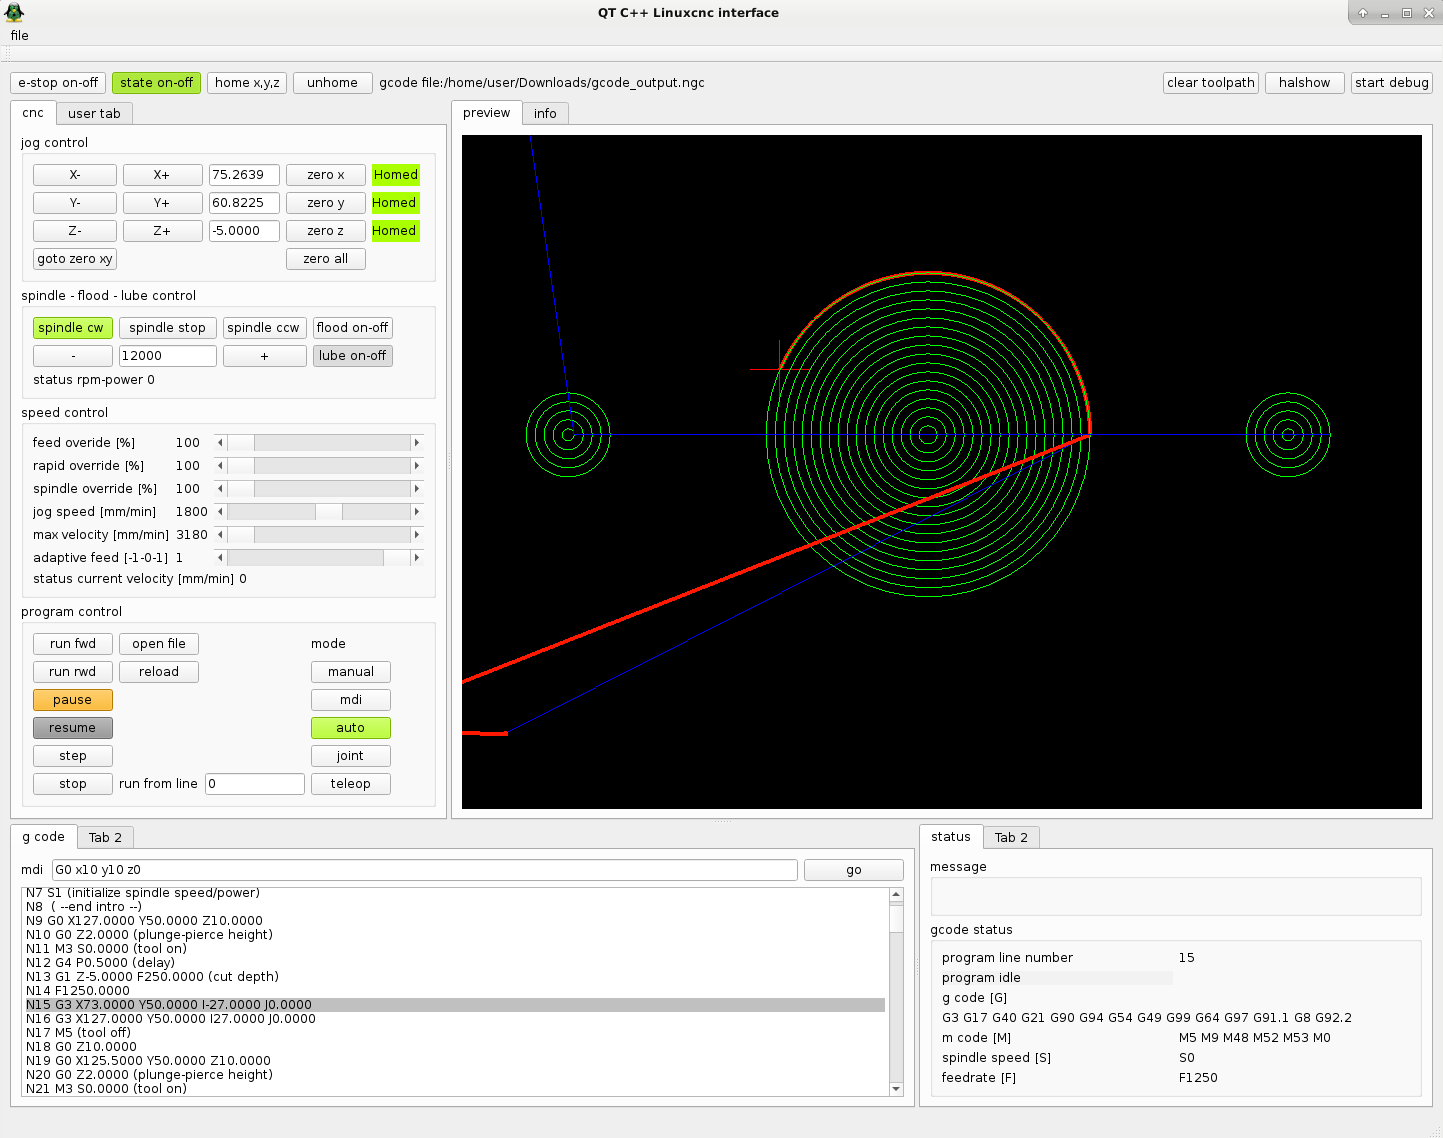 QT C++ Linuxcnc interface
file
e-stop on-off state on-off home x,y,z unhome gcode file:/home/user/Downloads/gcode_output.ngc clear toolpath halshow start debug
cnc user tab
jog control
X- X+ 75.2639 zero x Homed
Y- Y+ 60.8225 zero y Homed
Z- Z+ -5.0000 zero z Homed
goto zero xy zero all
spindle - flood - lube control
spindle cw spindle stop spindle ccw flood on-off
- 12000 + lube on-off
status rpm-power 0
speed control
feed overide [%] 100
rapid override [%] 100
spindle override [%] 100
jog speed [mm/min] 1800
max velocity [mm/min] 3180
adaptive feed [-1-0-1] 1
status current velocity [mm/min] 0
program control
run fwd open file mode
run rwd reload manual
pause mdi
resume auto
step joint
stop run from line 0 teleop
preview info
g code Tab 2
mdi G0 x10 y10 z0 go
N7 S1 (initialize spindle speed/power)
N8 ( --end intro --)
N9 G0 X127.0000 Y50.0000 Z10.0000
N10 G0 Z2.0000 (plunge-pierce height)
N11 M3 S0.0000 (tool on)
N12 G4 P0.5000 (delay)
N13 G1 Z-5.0000 F250.0000 (cut depth)
N14 F1250.0000
N15 G3 X73.0000 Y50.0000 I-27.0000 J0.0000
N16 G3 X127.0000 Y50.0000 I27.0000 J0.0000
N17 M5 (tool off)
N18 G0 Z10.0000
N19 G0 X125.5000 Y50.0000 Z10.0000
N20 G0 Z2.0000 (plunge-pierce height)
N21 M3 S0.0000 (tool on)
status Tab 2
message
gcode status
program line number 15
program idle
g code [G]
G3 G17 G40 G21 G90 G94 G54 G49 G99 G64 G97 G91.1 G8 G92.2
m code [M] M5 M9 M48 M52 M53 M0
spindle speed [S] S0
feedrate [F] F1250